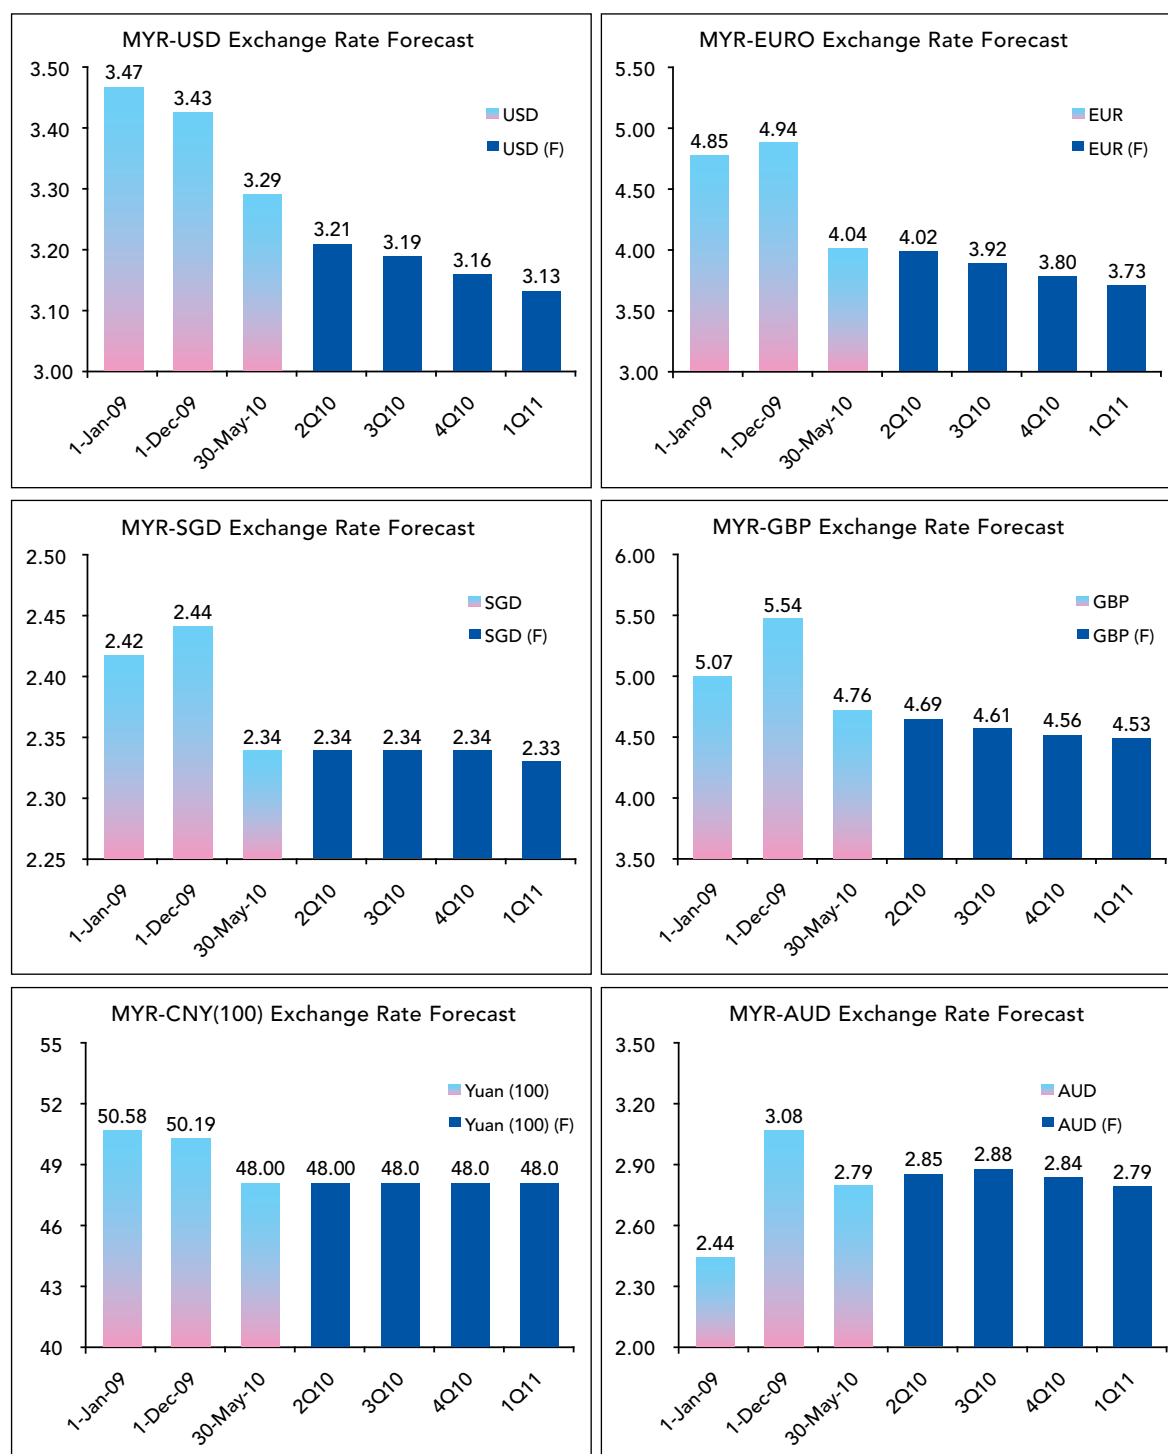 MYR-USD Exchange Rate Forecast
3.50
3.40
3.30
3.20
3.10
3.00
3.47
3.43
3.29
3.21
3.19
3.16
3.13
USD
USD (F)
1-Jan-09
1-Dec-09
30-May-10
2Q10
3Q10
4Q10
1Q11
MYR-EURO Exchange Rate Forecast
5.50
5.00
4.50
4.00
3.50
3.00
4.85
4.94
4.04
4.02
3.92
3.80
3.73
EUR
EUR (F)
1-Jan-09
1-Dec-09
30-May-10
2Q10
3Q10
4Q10
1Q11
MYR-SGD Exchange Rate Forecast
2.50
2.45
2.40
2.35
2.30
2.25
2.42
2.44
2.34
2.34
2.34
2.34
2.33
SGD
SGD (F)
1-Jan-09
1-Dec-09
30-May-10
2Q10
3Q10
4Q10
1Q11
MYR-GBP Exchange Rate Forecast
6.00
5.50
5.00
4.50
4.00
3.50
5.07
5.54
4.76
4.69
4.61
4.56
4.53
GBP
GBP (F)
1-Jan-09
1-Dec-09
30-May-10
2Q10
3Q10
4Q10
1Q11
MYR-CNY(100) Exchange Rate Forecast
55
52
49
46
43
40
50.58
50.19
48.00
48.00
48.0
48.0
48.0
Yuan (100)
Yuan (100) (F)
1-Jan-09
1-Dec-09
30-May-10
2Q10
3Q10
4Q10
1Q11
MYR-AUD Exchange Rate Forecast
3.50
3.20
2.90
2.60
2.30
2.00
2.44
3.08
2.79
2.85
2.88
2.84
2.79
AUD
AUD (F)
1-Jan-09
1-Dec-09
30-May-10
2Q10
3Q10
4Q10
1Q11